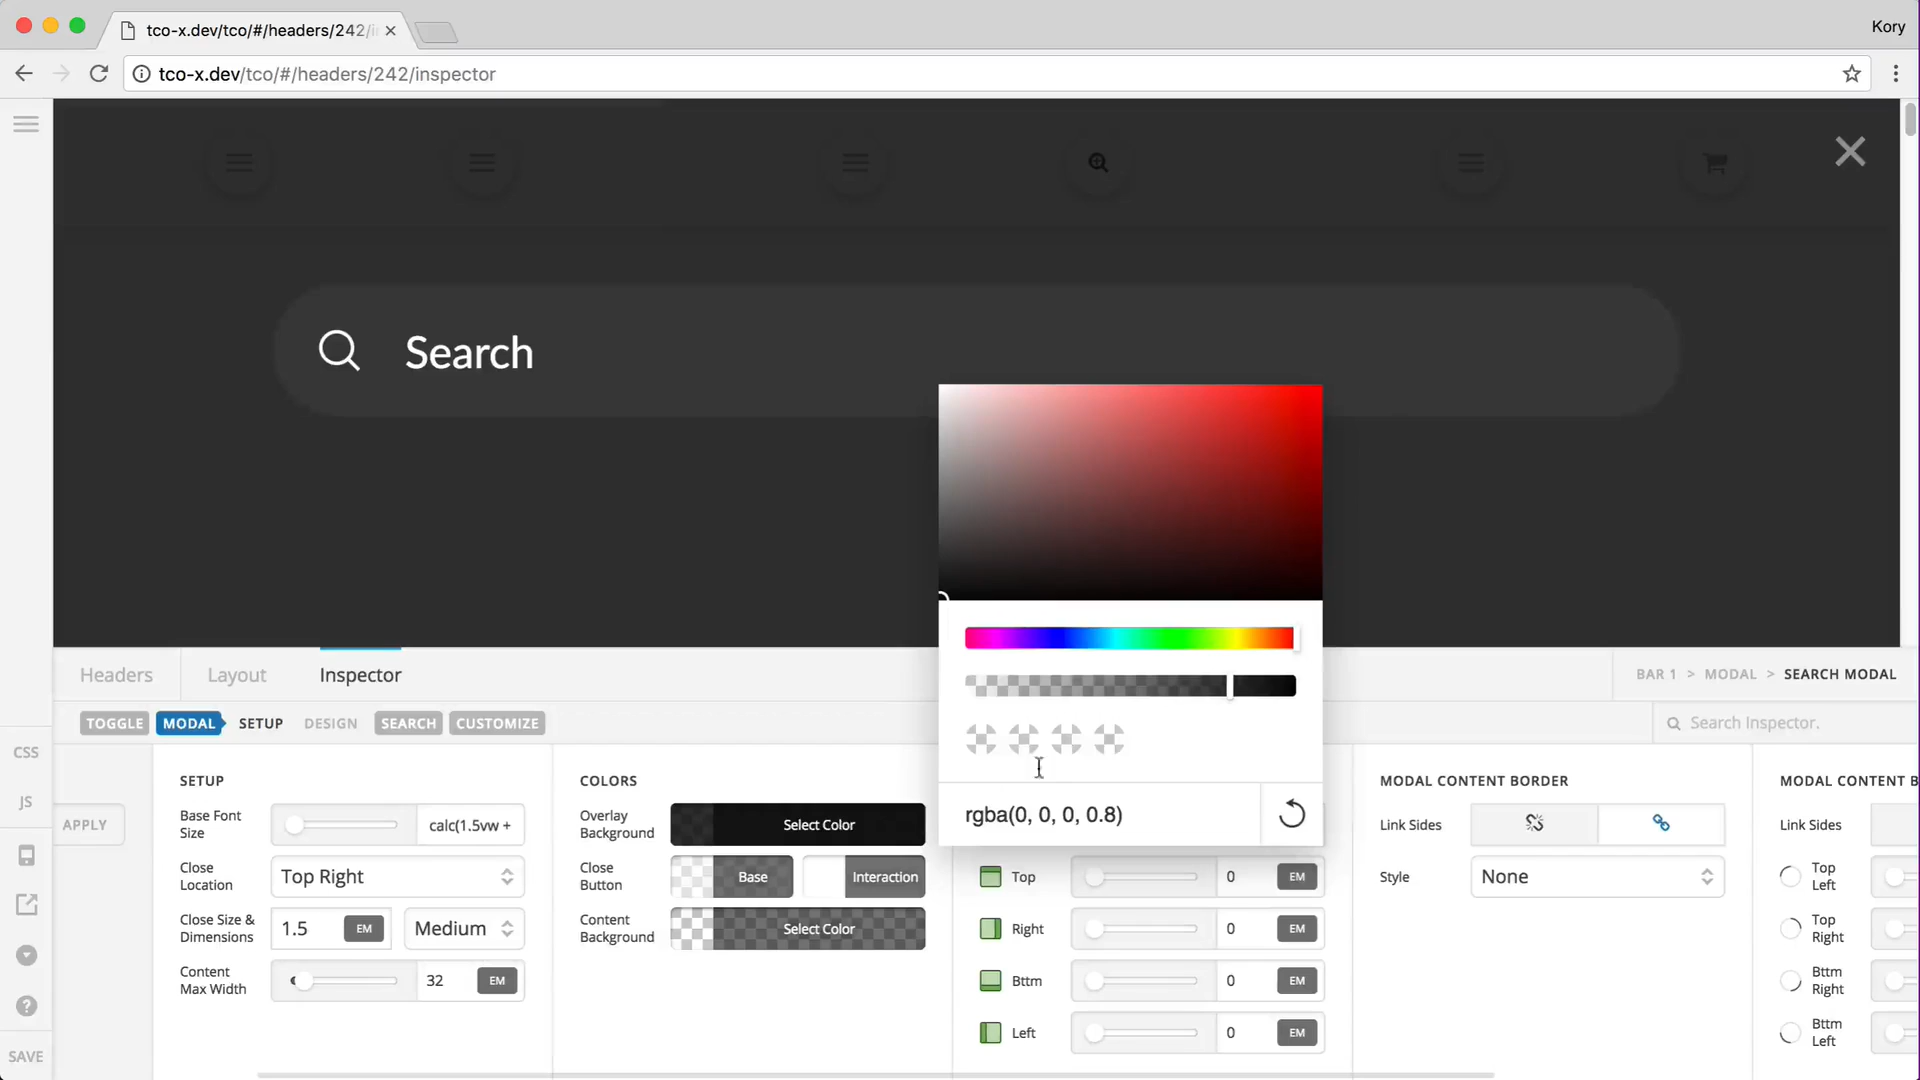 tco-x.dev/tco/#/headers/242/i
Kory
tco-x.dev/tco/#/headers/242/inspector
Search
Headers
Layout
Inspector
BAR 1 > MODAL > SEARCH MODAL
TOGGLE
MODAL
SETUP
DESIGN
SEARCH
CUSTOMIZE
Search Inspector.
CSS
JS
SAVE
APPLY
SETUP
Base Font
Size
calc(1.5vw +
Close
Location
Top Right
Close Size &
Dimensions
1.5
EM
Medium
Content
Max Width
32
EM
COLORS
Overlay
Background
Select Color
Close
Button
Base
Interaction
Content
Background
Select Color
rgba(0, 0, 0, 0.8)
Top
0
EM
Right
0
EM
Bttm
0
EM
Left
0
EM
MODAL CONTENT BORDER
Link Sides
Style
None
MODAL CONTENT B
Link Sides
Top
Left
Top
Right
Bttm
Right
Bttm
Left